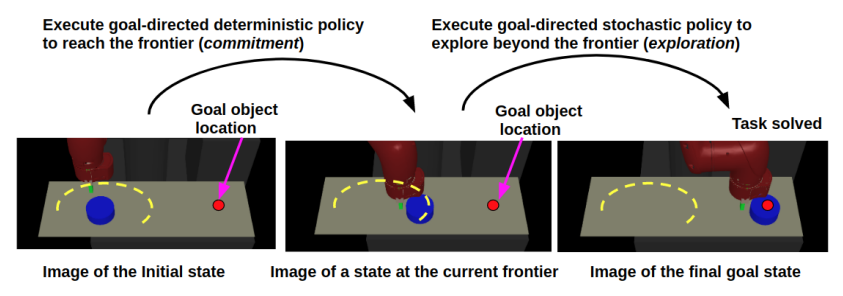 Execute goal-directed deterministic policy
to reach the frontier (commitment)
Execute goal-directed stochastic policy to
explore beyond the frontier (exploration)
Goal object
location
Goal object
location
Task solved
Image of the Initial state
Image of a state at the current frontier
Image of the final goal state